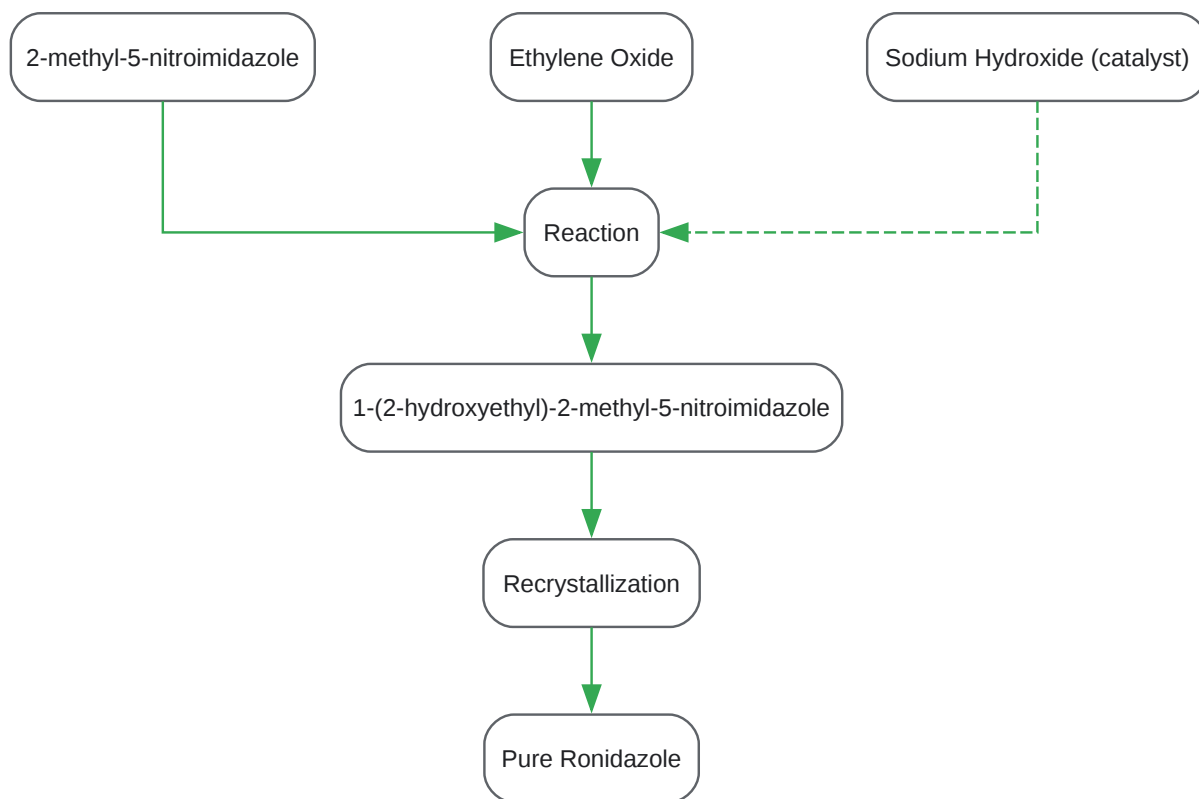 2-methyl-5-nitroimidazole
Ethylene Oxide
Sodium Hydroxide (catalyst)
Reaction
1-(2-hydroxyethyl)-2-methyl-5-nitroimidazole
Recrystallization
Pure Ronidazole